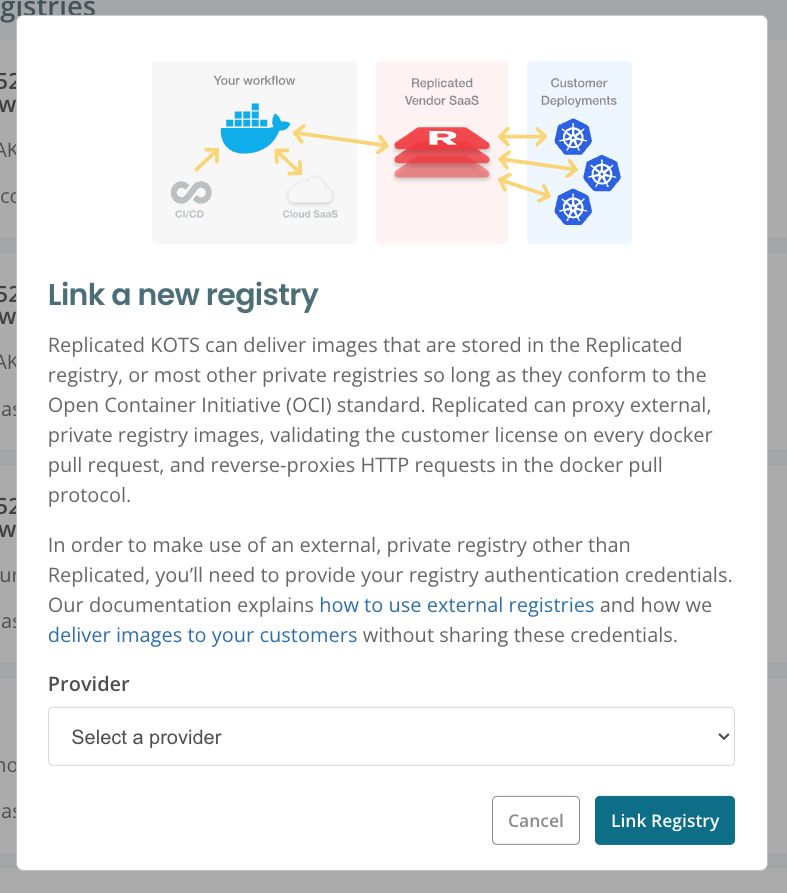 gistries
Your workflow
CI/CD
Cloud SaaS
Replicated
Vendor SaaS
R
Customer
Deployments
Link a new registry
Replicated KOTS can deliver images that are stored in the Replicated
registry, or most other private registries so long as they conform to the
Open Container Initiative (OCI) standard. Replicated can proxy external,
private registry images, validating the customer license on every docker
pull request, and reverse-proxies HTTP requests in the docker pull
protocol.
In order to make use of an external, private registry other than
Replicated, you’ll need to provide your registry authentication credentials.
Our documentation explains how to use external registries and how we
deliver images to your customers without sharing these credentials.
Provider
Select a provider
Cancel
Link Registry